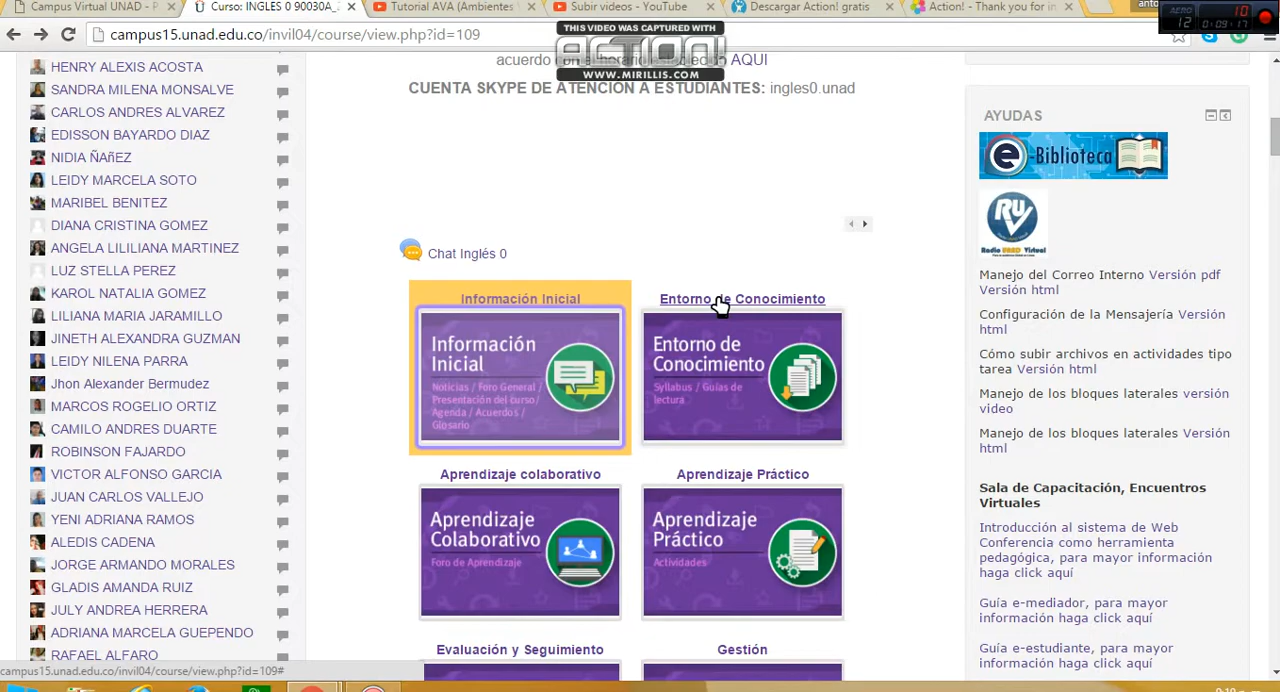 Campus Virtual UNAD - P
Curso: INGLES 0 90030A_
Tutorial AVA (Ambientes
Subir videos - YouTube
Descargar Action! gratis
Action! - Thank you for in
anto
AERO
12
10
0:09:17
campus15.unad.edu.co/invil04/course/view.php?id=109
THIS VIDEO WAS CAPTURED WITH
ACTION!
WWW.MIRILLIS.COM
HENRY ALEXIS ACOSTA
SANDRA MILENA MONSALVE
CARLOS ANDRES ALVAREZ
EDISSON BAYARDO DIAZ
NIDIA ÑAñEZ
LEIDY MARCELA SOTO
MARIBEL BENITEZ
DIANA CRISTINA GOMEZ
ANGELA LILILIANA MARTINEZ
LUZ STELLA PEREZ
KAROL NATALIA GOMEZ
LILIANA MARIA JARAMILLO
JINETH ALEXANDRA GUZMAN
LEIDY NILENA PARRA
Jhon Alexander Bermudez
MARCOS ROGELIO ORTIZ
CAMILO ANDRES DUARTE
ROBINSON FAJARDO
VICTOR ALFONSO GARCIA
JUAN CARLOS VALLEJO
YENI ADRIANA RAMOS
ALEDIS CADENA
JORGE ARMANDO MORALES
GLADIS AMANDA RUIZ
JULY ANDREA HERRERA
ADRIANA MARCELA GUEPENDO
RAFAEL ALFARO
campus15.unad.edu.co/invil04/course/view.php?id=109#
acuerdo con el horario AQUI
CUENTA SKYPE DE ATENCION A ESTUDIANTES: ingles0.unad
Chat Inglés 0
Información Inicial
Información
Inicial
Noticias / Foro General /
Presentación del curso/
Agenda / Acuerdos /
Glosario
Entorno de Conocimiento
Entorno de
Conocimiento
Syllabus / Guías de
lectura
Aprendizaje colaborativo
Aprendizaje
Colaborativo
Foro de Aprendizaje
Aprendizaje Práctico
Aprendizaje
Práctico
Actividades
Evaluación y Seguimiento
Gestión
AYUDAS
e-Biblioteca
RUV
Radio UNAD Virtual
Manejo del Correo Interno Versión pdf
Versión html
Configuración de la Mensajería Versión
html
Cómo subir archivos en actividades tipo
tarea Versión html
Manejo de los bloques laterales versión
video
Manejo de los bloques laterales Versión
html
Sala de Capacitación, Encuentros
Virtuales
Introducción al sistema de Web
Conferencia como herramienta
pedagógica, para mayor información
haga click aquí
Guía e-mediador, para mayor
información haga click aquí
Guía e-estudiante, para mayor
información haga click aquí